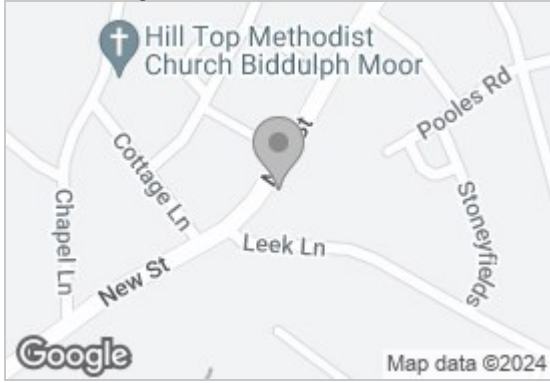 Hill Top Methodist
Church Biddulph Moor
Pooles Rd
Cottage Ln
Chapel Ln
Stoneyfields
Leek Ln
New St
Google
Map data ©2024